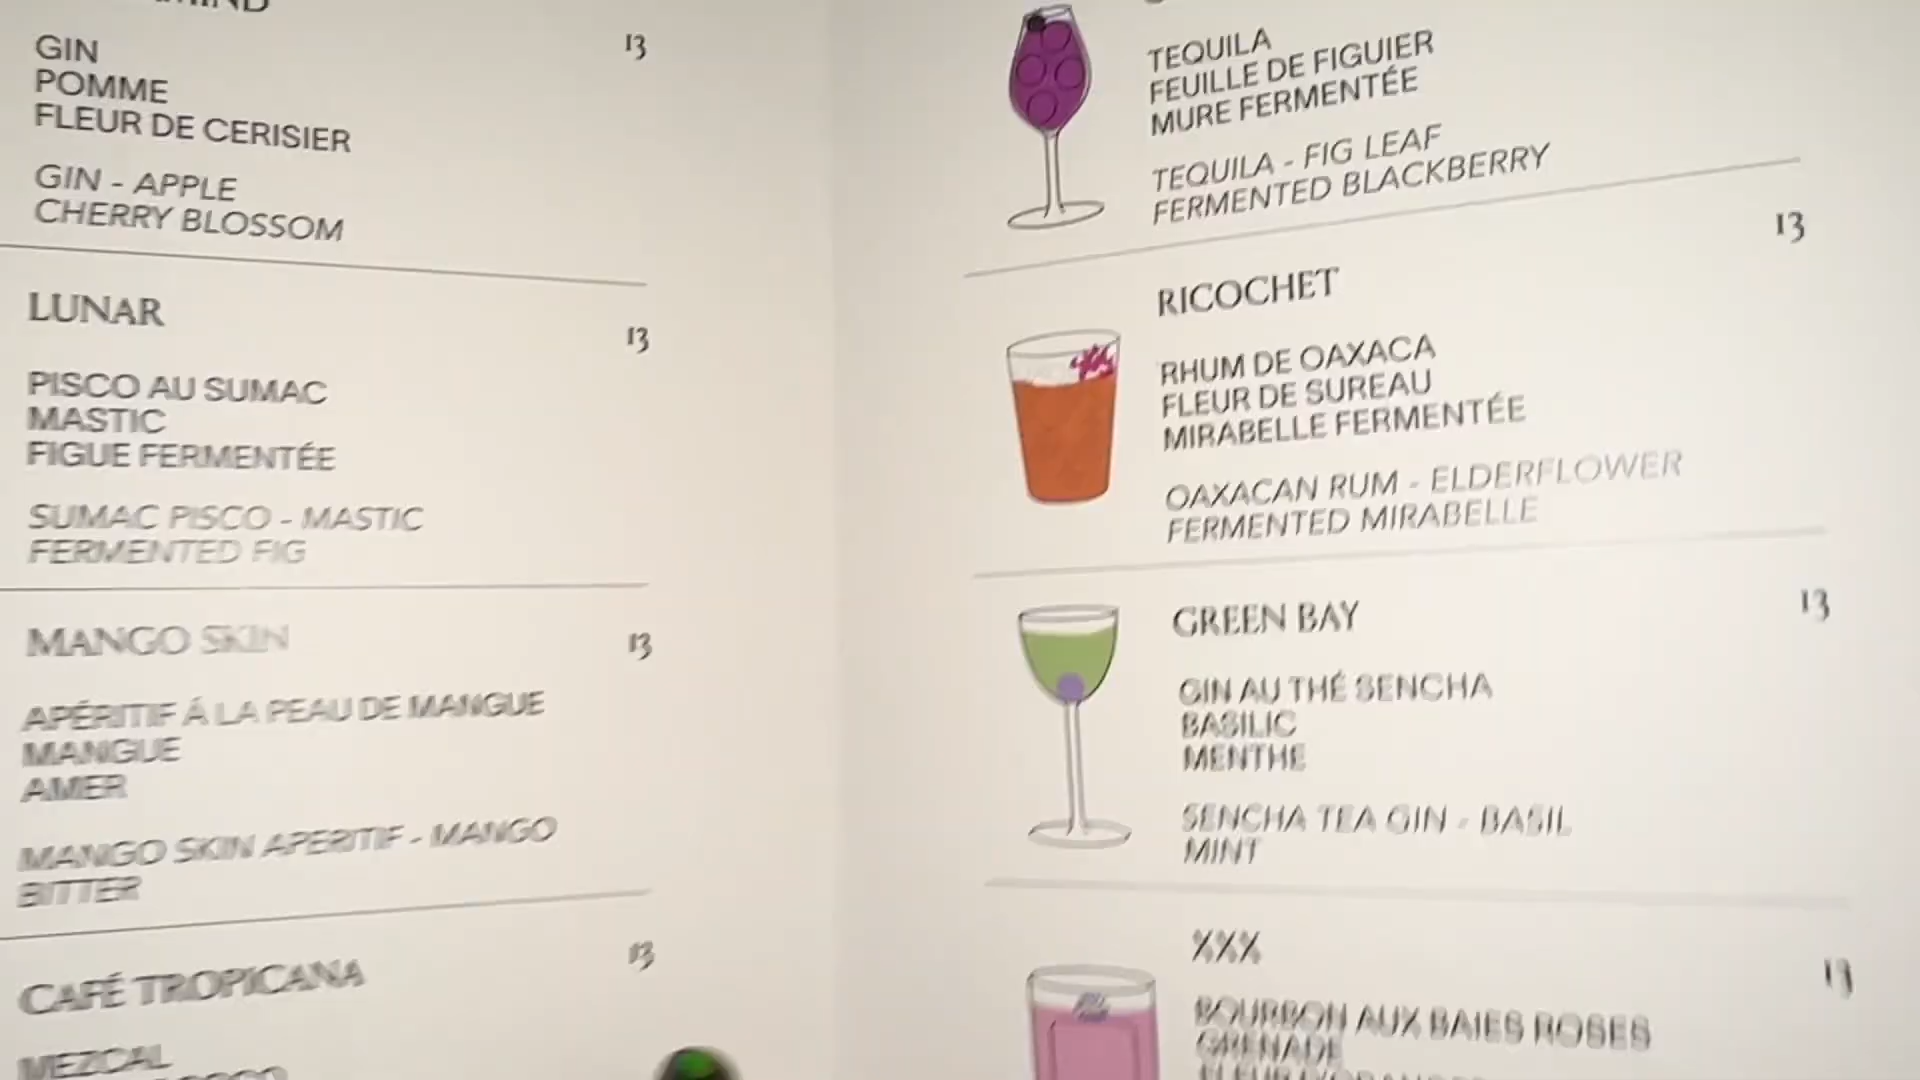 GIN
13
POMME
FLEUR DE CERISIER
GIN - APPLE
CHERRY BLOSSOM
LUNAR
13
PISCO AU SUMAC
MASTIC
FIGUE FERMENTÉE
SUMAC PISCO - MASTIC
FERMENTED FIG
MANGO SKIN
13
APÉRITIF Á LA PEAU DE MANGUE
MANGUE
AMER
MANGO SKIN APERITIF - MANGO
BITTER
CAFÉ TROPICANA
13
MEZCAL
TEQUILA
FEUILLE DE FIGUIER
MURE FERMENTÉE
TEQUILA - FIG LEAF
FERMENTED BLACKBERRY
RICOCHET
13
RHUM DE OAXACA
FLEUR DE SUREAU
MIRABELLE FERMENTÉE
OAXACAN RUM - ELDERFLOWER
FERMENTED MIRABELLE
GREEN BAY
13
GIN AU THÉ SENCHA
BASILIC
MENTHE
SENCHA TEA GIN - BASIL
MINT
XXX
13
BOURBON AUX BAIES ROSES
GRENADE